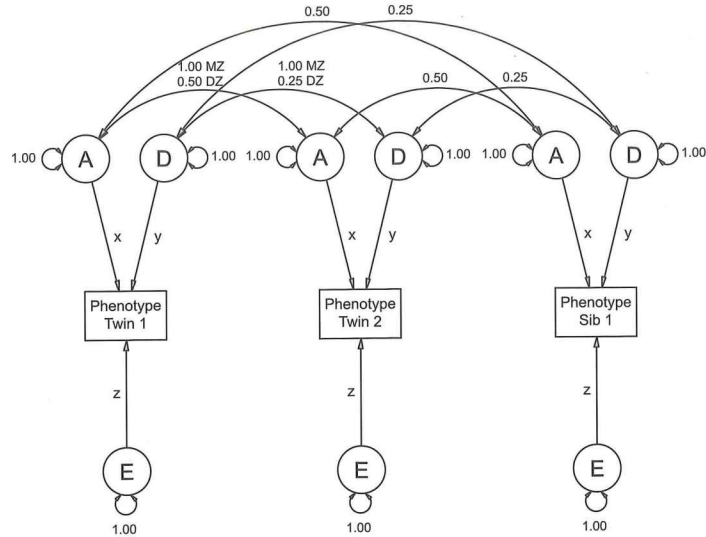 0.50
0.25
1.00 MZ
0.50 DZ
1.00 MZ
0.25 DZ
0.50
0.25
1.00
A
D
1.00
1.00
A
D
1.00
1.00
A
D
1.00
x
y
x
y
x
y
Phenotype
Twin 1
Phenotype
Twin 2
Phenotype
Sib 1
z
z
z
E
E
E
1.00
1.00
1.00